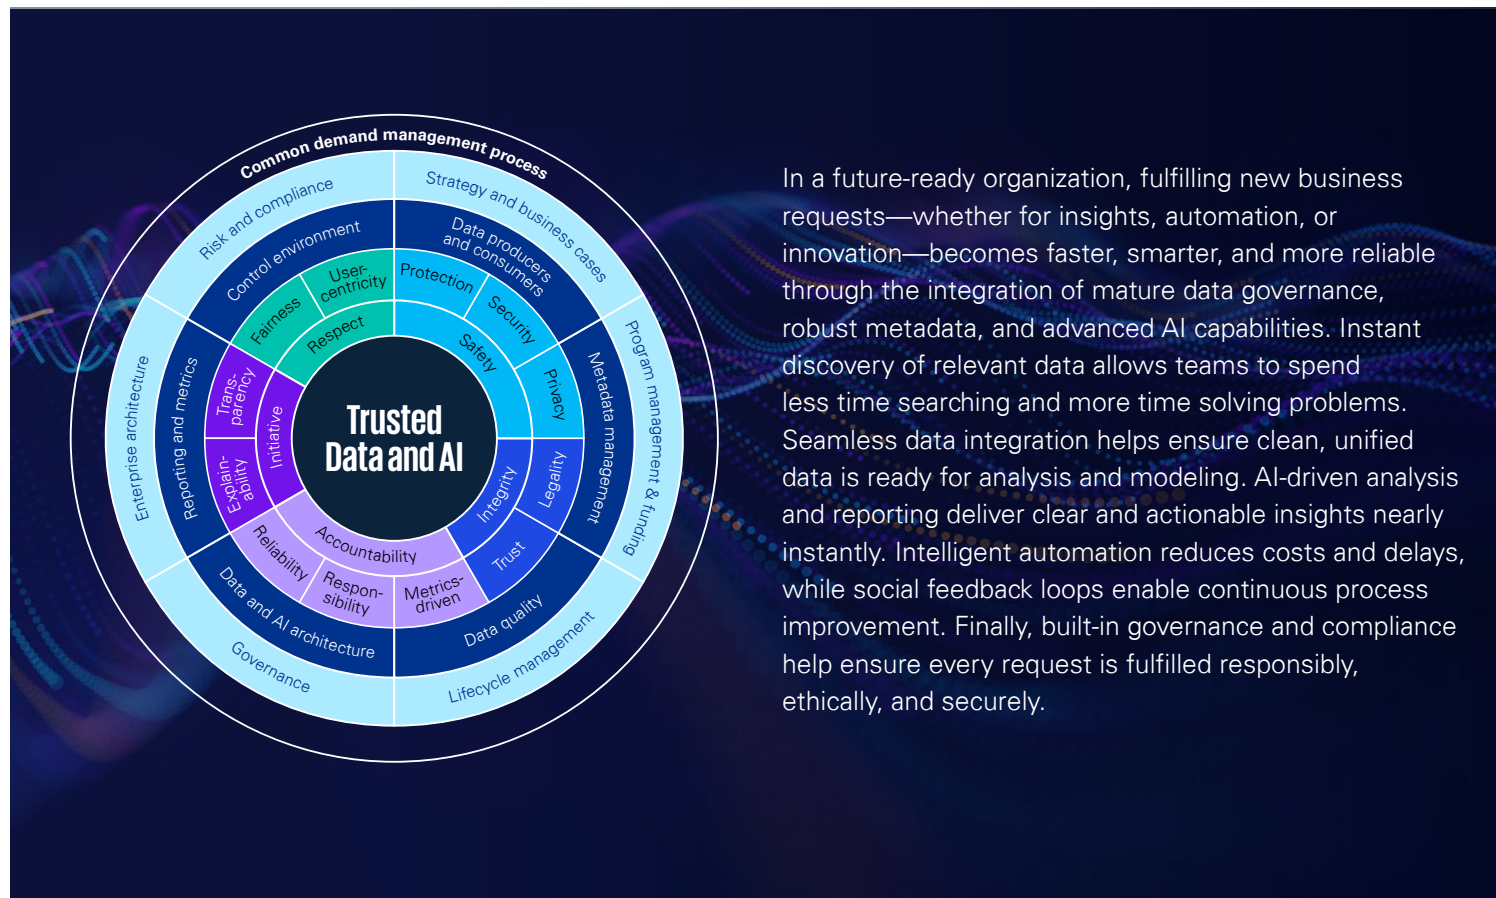 Common demand management process
Risk and compliance
Strategy and business cases
Program management & funding
Lifecycle management
Governance
Enterprise architecture
Control environment
Data producers
and consumers
Metadata management
Data quality
Data and AI architecture
Reporting and metrics
Fairness
User-
centricity
Protection
Security
Privacy
Legality
Trust
Metrics-
driven
Respon-
sibility
Reliability
Explain-
ability
Trans-
parency
Respect
Safety
Integrity
Accountability
Initiative
Trusted
Data and AI
In a future-ready organization, fulfilling new business
requests—whether for insights, automation, or
innovation—becomes faster, smarter, and more reliable
through the integration of mature data governance,
robust metadata, and advanced AI capabilities. Instant
discovery of relevant data allows teams to spend
less time searching and more time solving problems.
Seamless data integration helps ensure clean, unified
data is ready for analysis and modeling. AI-driven analysis
and reporting deliver clear and actionable insights nearly
instantly. Intelligent automation reduces costs and delays,
while social feedback loops enable continuous process
improvement. Finally, built-in governance and compliance
help ensure every request is fulfilled responsibly,
ethically, and securely.